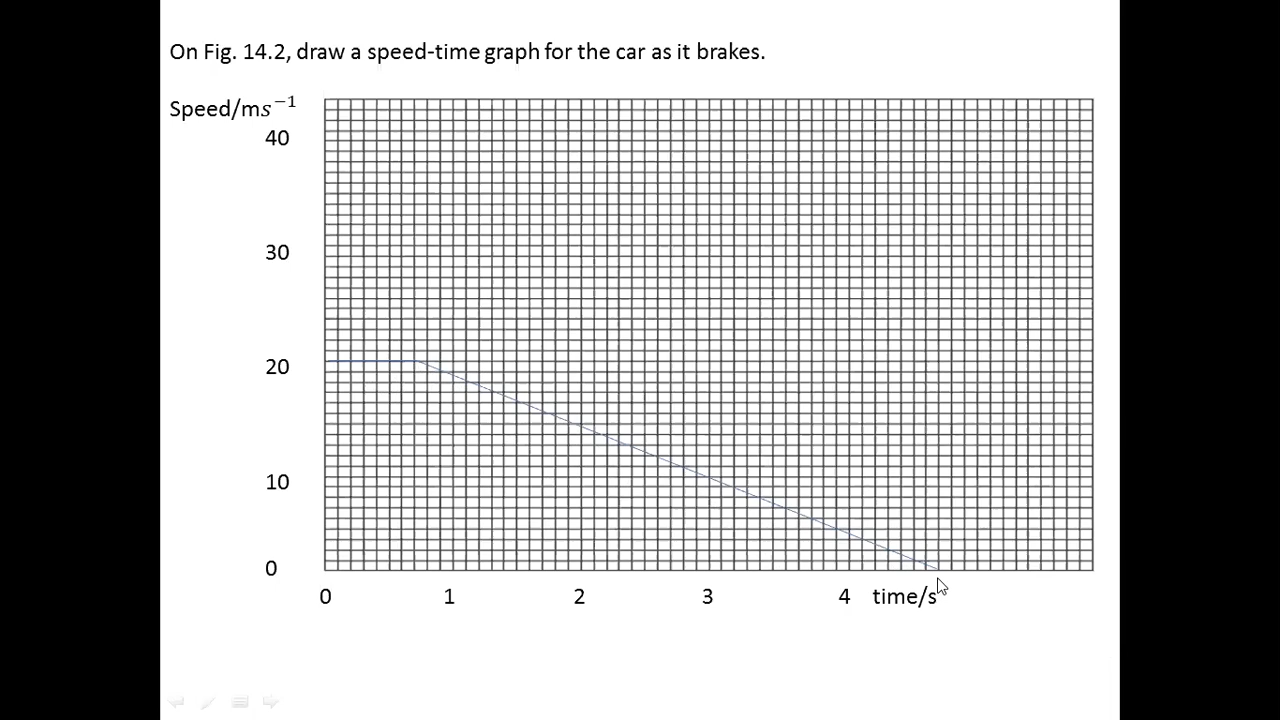 On Fig. 14.2, draw a speed-time graph for the car as it brakes.
Speed/ms⁻¹
40
30
20
10
0
0 1 2 3 4 time/s